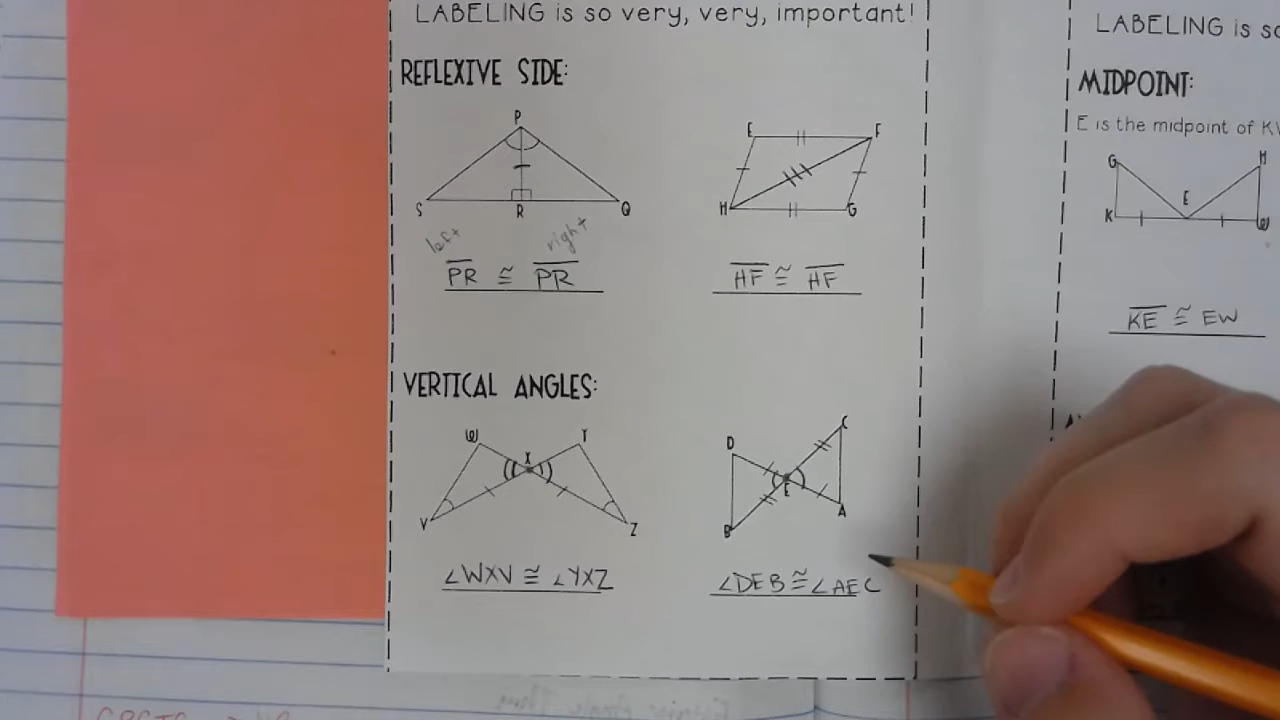 LABELING is so very, very, important!
REFLEXIVE SIDE:
P
S R Q
left right
PR ≅ PR
E F
H G
HF ≅ HF
VERTICAL ANGLES:
W Y
X
V Z
∠WXV ≅ ∠YXZ
C
D
E
A
B
∠DEB ≅ ∠AEC
LABELING is so
MIDPOINT:
E is the midpoint of
G H
E
K W
KE ≅ EW